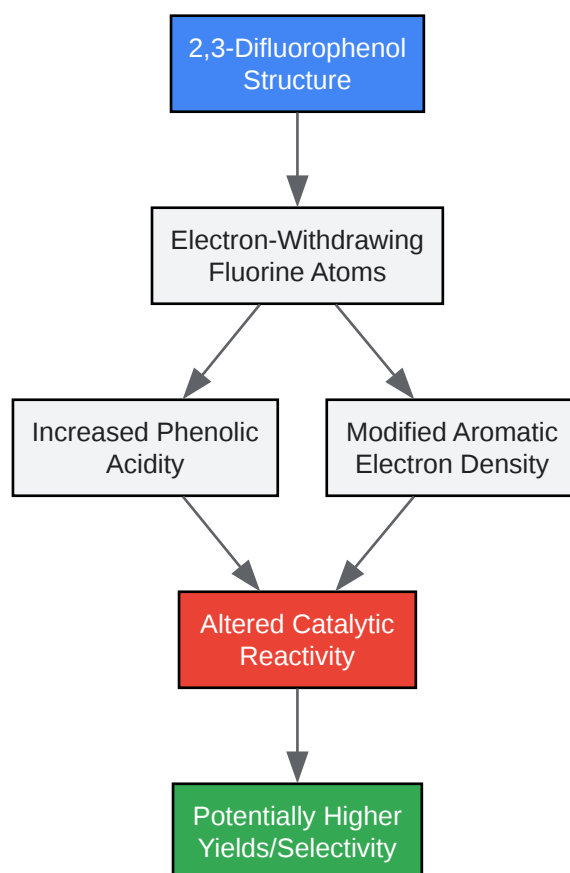 2,3-Difluorophenol
Structure
Electron-Withdrawing
Fluorine Atoms
Increased Phenolic
Acidity
Modified Aromatic
Electron Density
Altered Catalytic
Reactivity
Potentially Higher
Yields/Selectivity